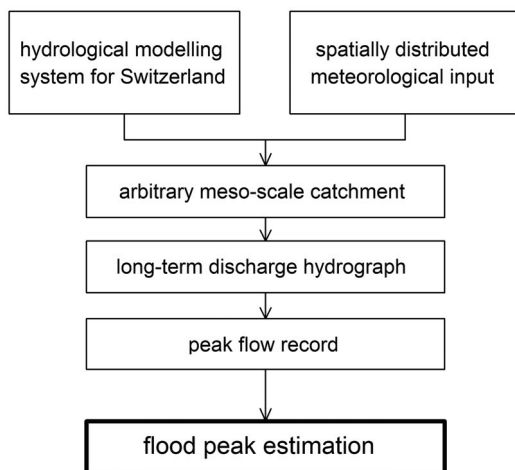 hydrological modelling
system for Switzerland
spatially distributed
meteorological input
arbitrary meso-scale catchment
long-term discharge hydrograph
peak flow record
flood peak estimation